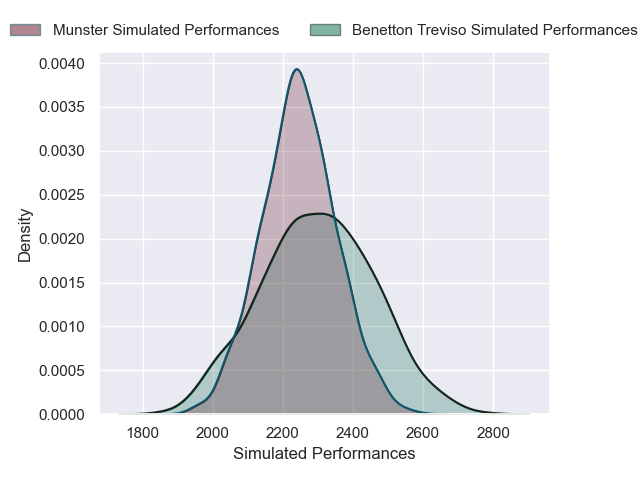 Munster Simulated Performances Benetton Treviso Simulated Performances
0.0040
0.0035
0.0030
0.0025
0.0020
0.0015
0.0010
0.0005
0.0000
Density
1800 2000 2200 2400 2600 2800
Simulated Performances